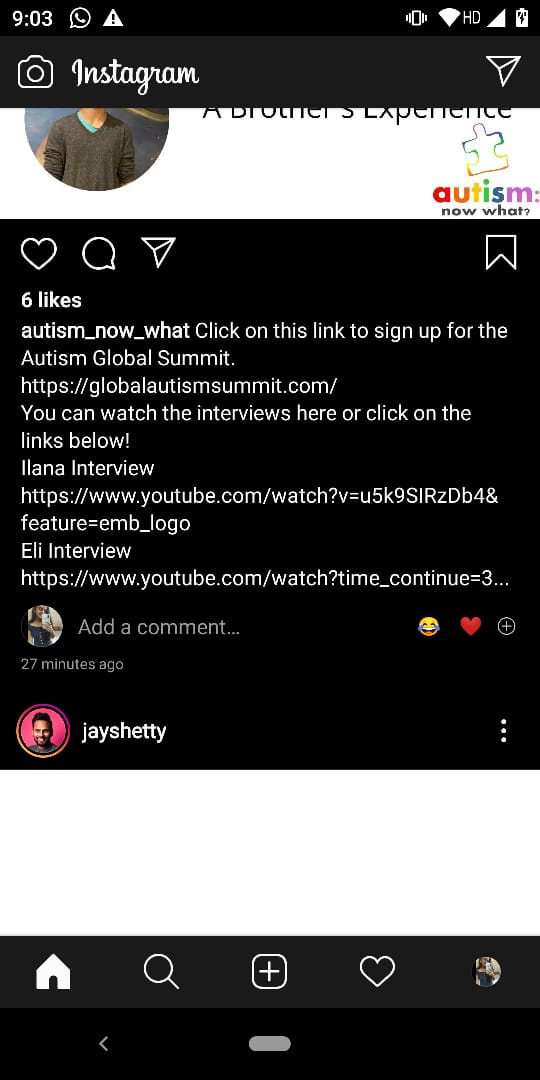 9:03
HD
Instagram
A Brother's Experience
autism:
now what?
6 likes
autism_now_what Click on this link to sign up for the
Autism Global Summit.
https://globalautismsummit.com/
You can watch the interviews here or click on the
links below!
Ilana Interview
https://www.youtube.com/watch?v=u5k9SIRzDb4&
feature=emb_logo
Eli Interview
https://www.youtube.com/watch?time_continue=3...
Add a comment...
27 minutes ago
jayshetty